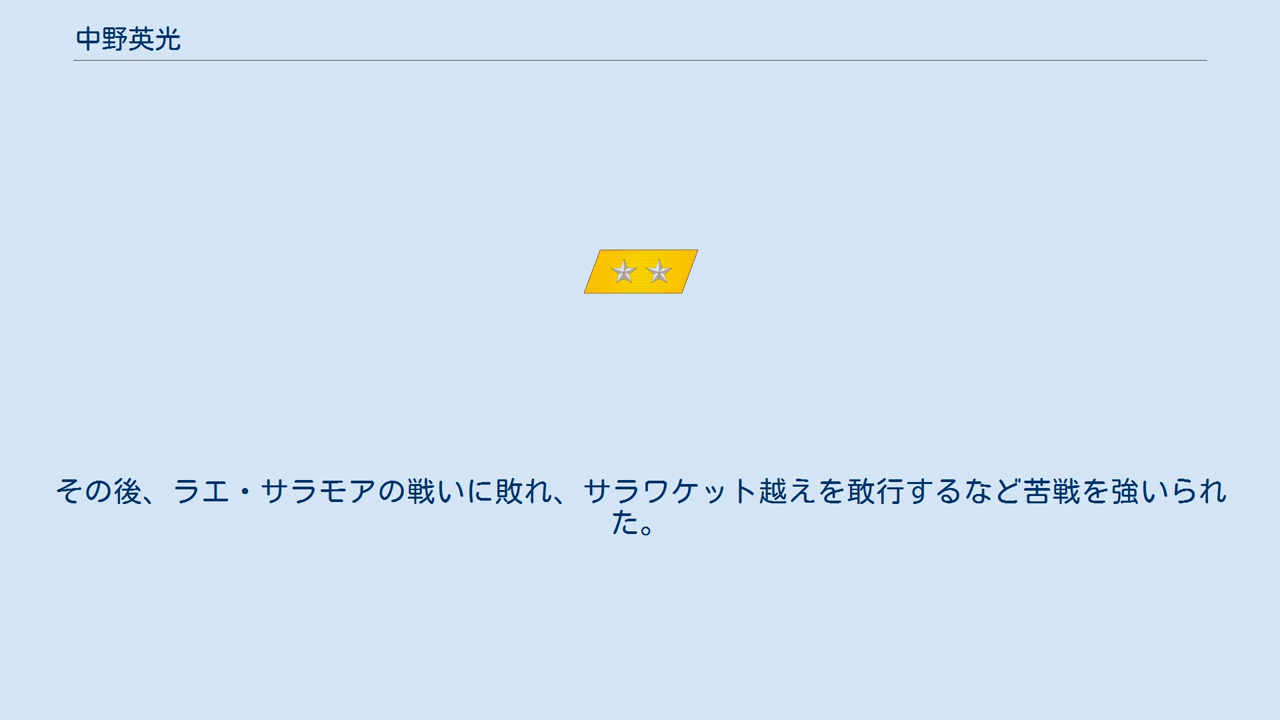 中野英光
その後、ラエ・サラモアの戦いに敗れ、サラワケット越えを敢行するなど苦戦を強いられ
た。